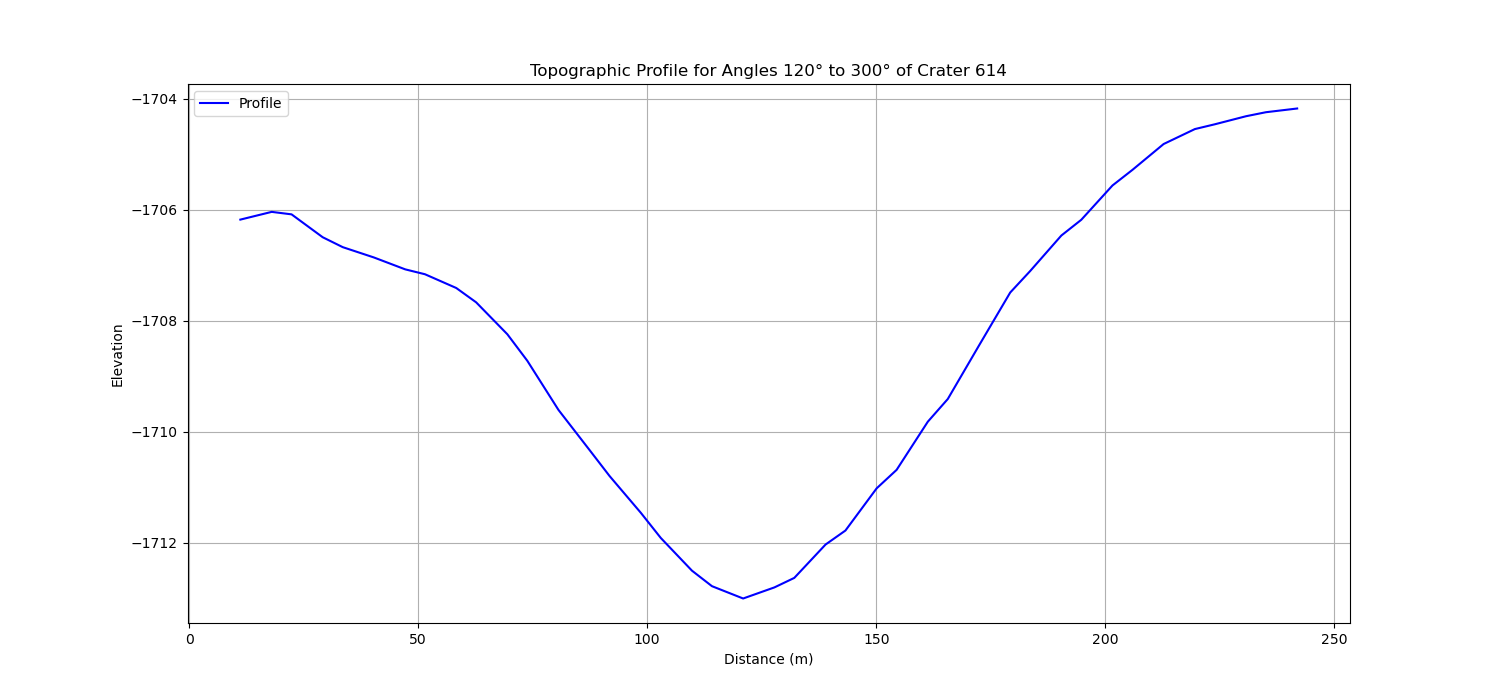 Topographic Profile for Angles 120° to 300° of Crater 614
Profile
−1704
−1706
−1708
−1710
−1712
Elevation
0
50
100
150
200
250
Distance (m)